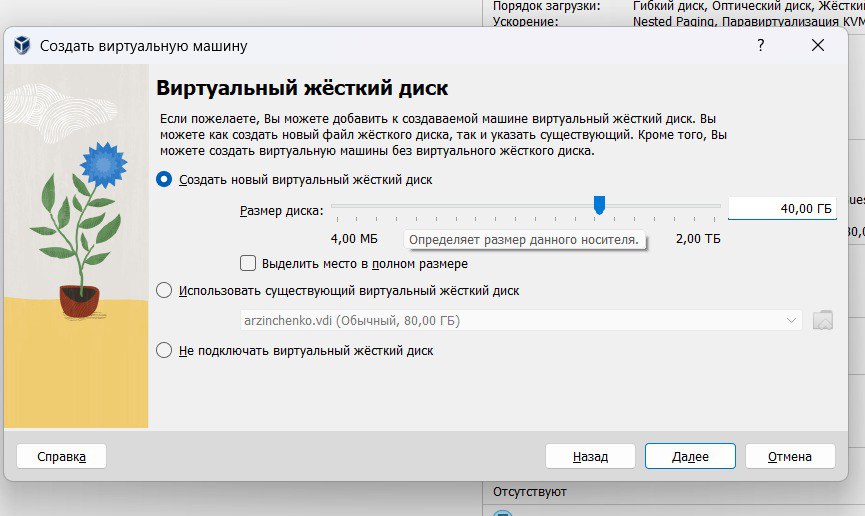 Порядок загрузки: Гибкий диск, Оптический диск, Жёсткий
Ускорение: Nested Paging, Паравиртуализация KVM
Создать виртуальную машину ?
Виртуальный жёсткий диск
Если пожелаете, Вы можете добавить к создаваемой машине виртуальный жёсткий диск. Вы
можете как создать новый файл жёсткого диска, так и указать существующий. Кроме того, Вы
можете создать виртуальную машины без виртуального жёсткого диска.
Создать новый виртуальный жёсткий диск
Размер диска: 40,00 ГБ
4,00 МБ Определяет размер данного носителя. 2,00 ТБ
Выделить место в полном размере
Использовать существующий виртуальный жёсткий диск
arzinchenko.vdi (Обычный, 80,00 ГБ)
Не подключать виртуальный жёсткий диск
Справка Назад Далее Отмена
Отсутствуют